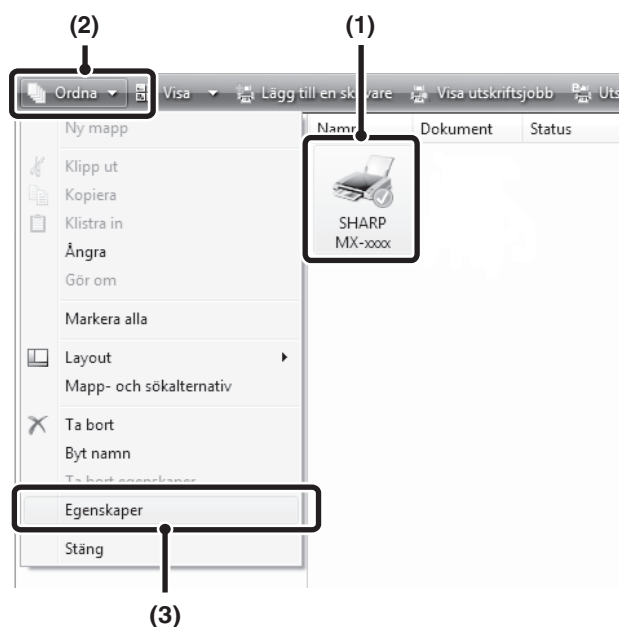 (2) (1)
Ordna Visa Lägg till en skrivare Visa utskriftsjobb
Ny mapp
Namn Dokument Status
Klipp ut
Kopiera
Klistra in
Ångra
Gör om
Markera alla
Layout
Mapp- och sökalternativ
Ta bort
Byt namn
Ta bort egenskaper
Egenskaper
Stäng
SHARP
MX-xxxx
(3)